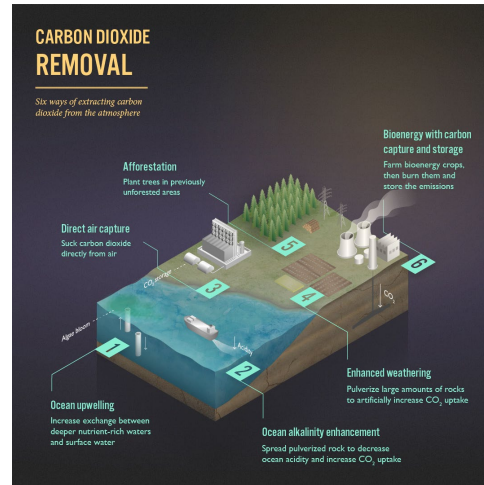 CARBON DIOXIDE
REMOVAL
Six ways of extracting carbon
dioxide from the atmosphere
Bioenergy with carbon
capture and storage
Farm bioenergy crops,
then burn them and
store the emissions
Afforestation
Plant trees in previously
unforested areas
Direct air capture
Suck carbon dioxide
directly from air
CO₂ storage
5
6
3
4
CO₂
Algae bloom
1
Acidity
2
Enhanced weathering
Pulverize large amounts of rocks
to artificially increase CO₂ uptake
Ocean upwelling
Increase exchange between
deeper nutrient-rich waters
and surface water
Ocean alkalinity enhancement
Spread pulverized rock to decrease
ocean acidity and increase CO₂ uptake